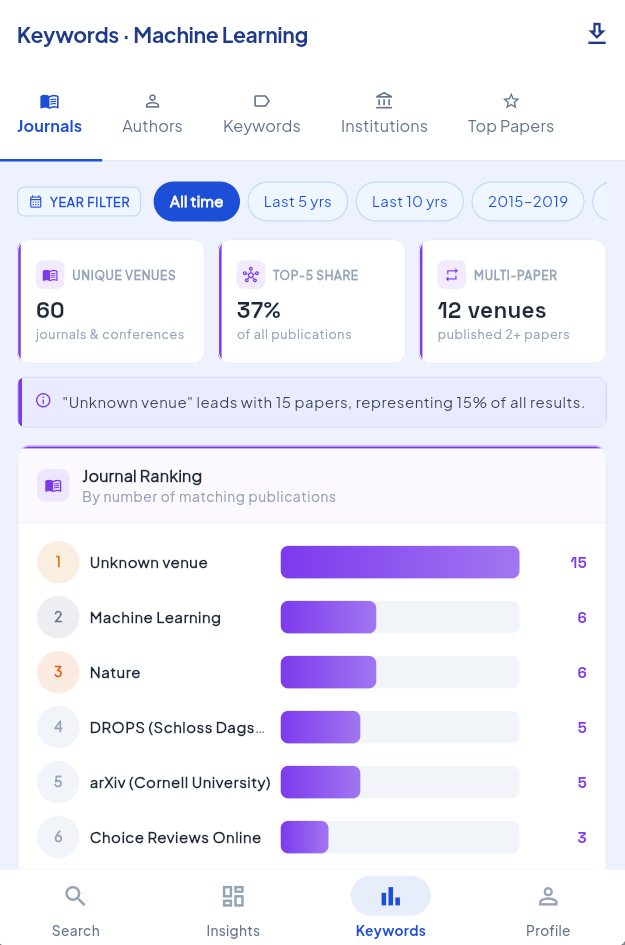 Keywords · Machine Learning
Journals
Authors
Keywords
Institutions
Top Papers
YEAR FILTER
All time
Last 5 yrs
Last 10 yrs
2015–2019
UNIQUE VENUES
60
journals & conferences
TOP-5 SHARE
37%
of all publications
MULTI-PAPER
12 venues
published 2+ papers
"Unknown venue" leads with 15 papers, representing 15% of all results.
Journal Ranking
By number of matching publications
1 Unknown venue 15
2 Machine Learning 6
3 Nature 6
4 DROPS (Schloss Dags… 5
5 arXiv (Cornell University) 5
6 Choice Reviews Online 3
Search
Insights
Keywords
Profile